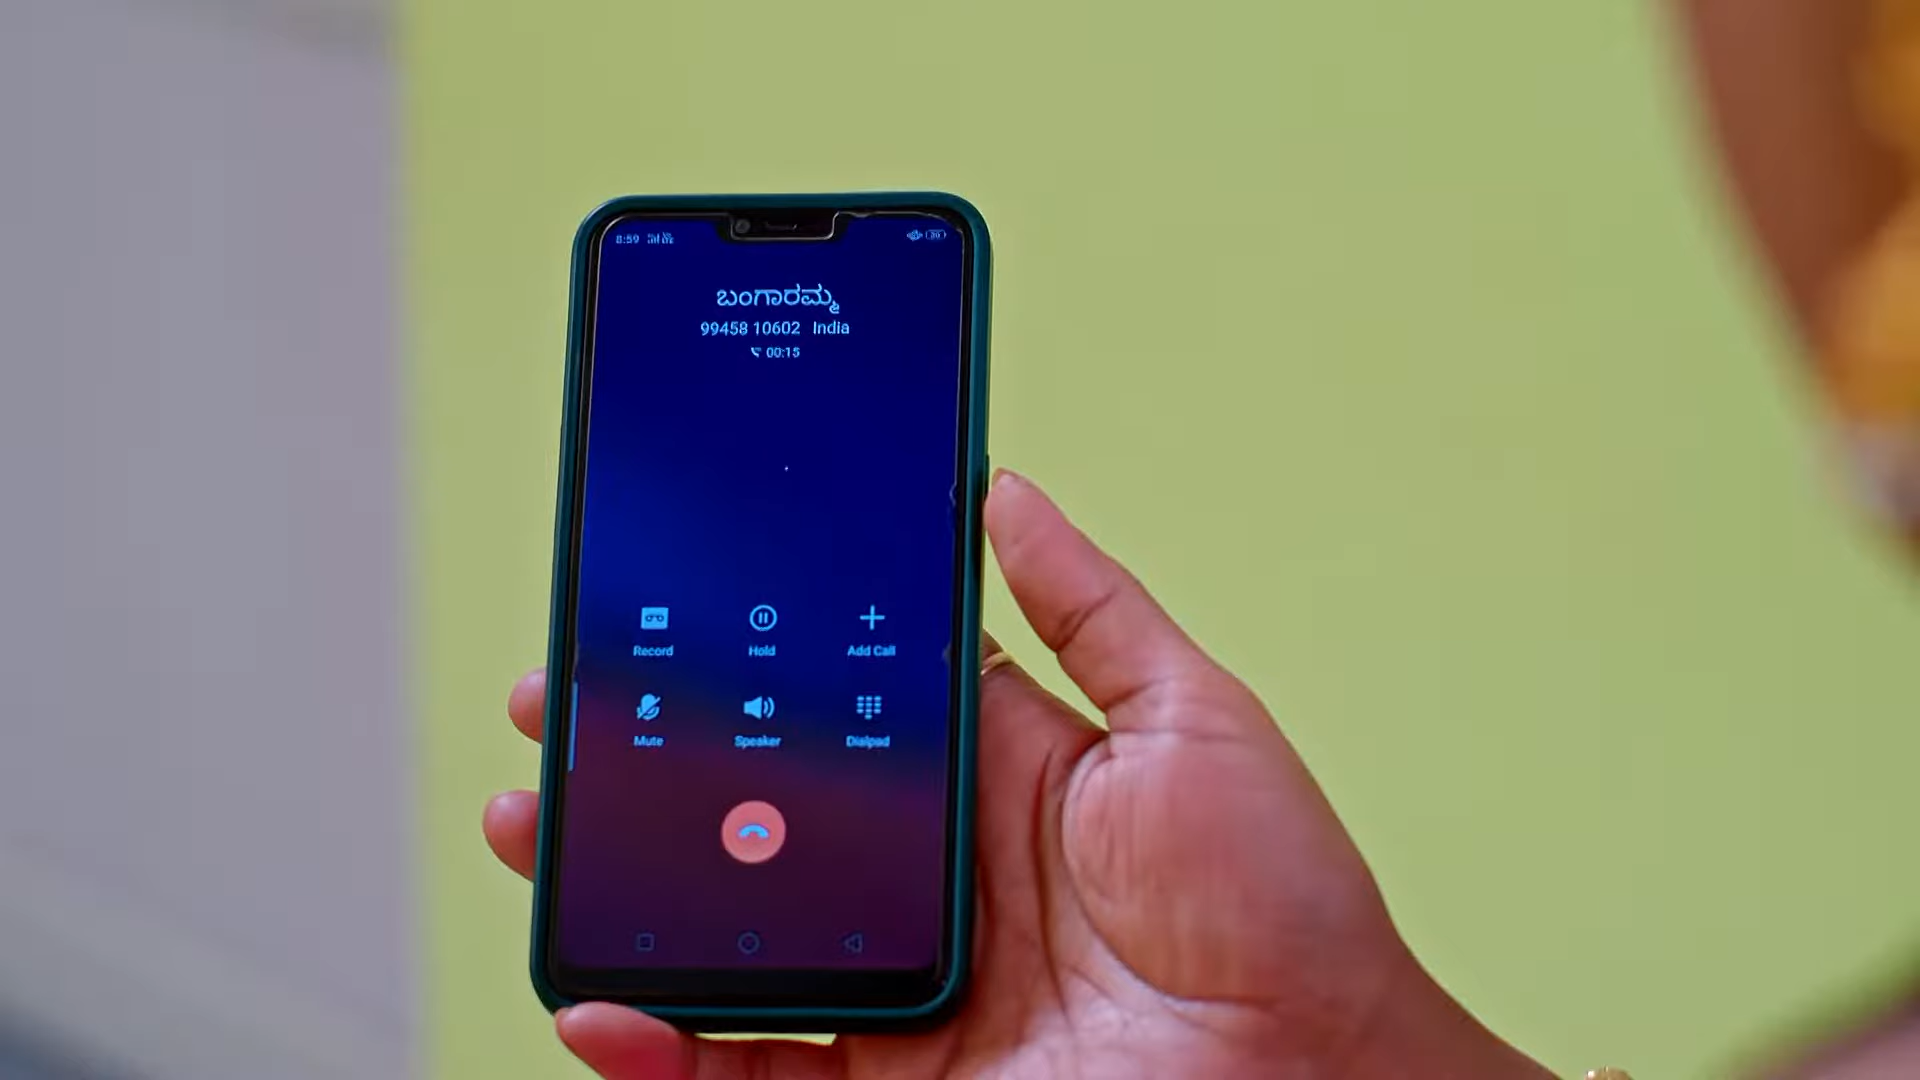 8:59
ಬಂಗಾರಮ್ಮ
99458 10602 India
00:15
Record Hold Add Call
Mute Speaker Dialpad